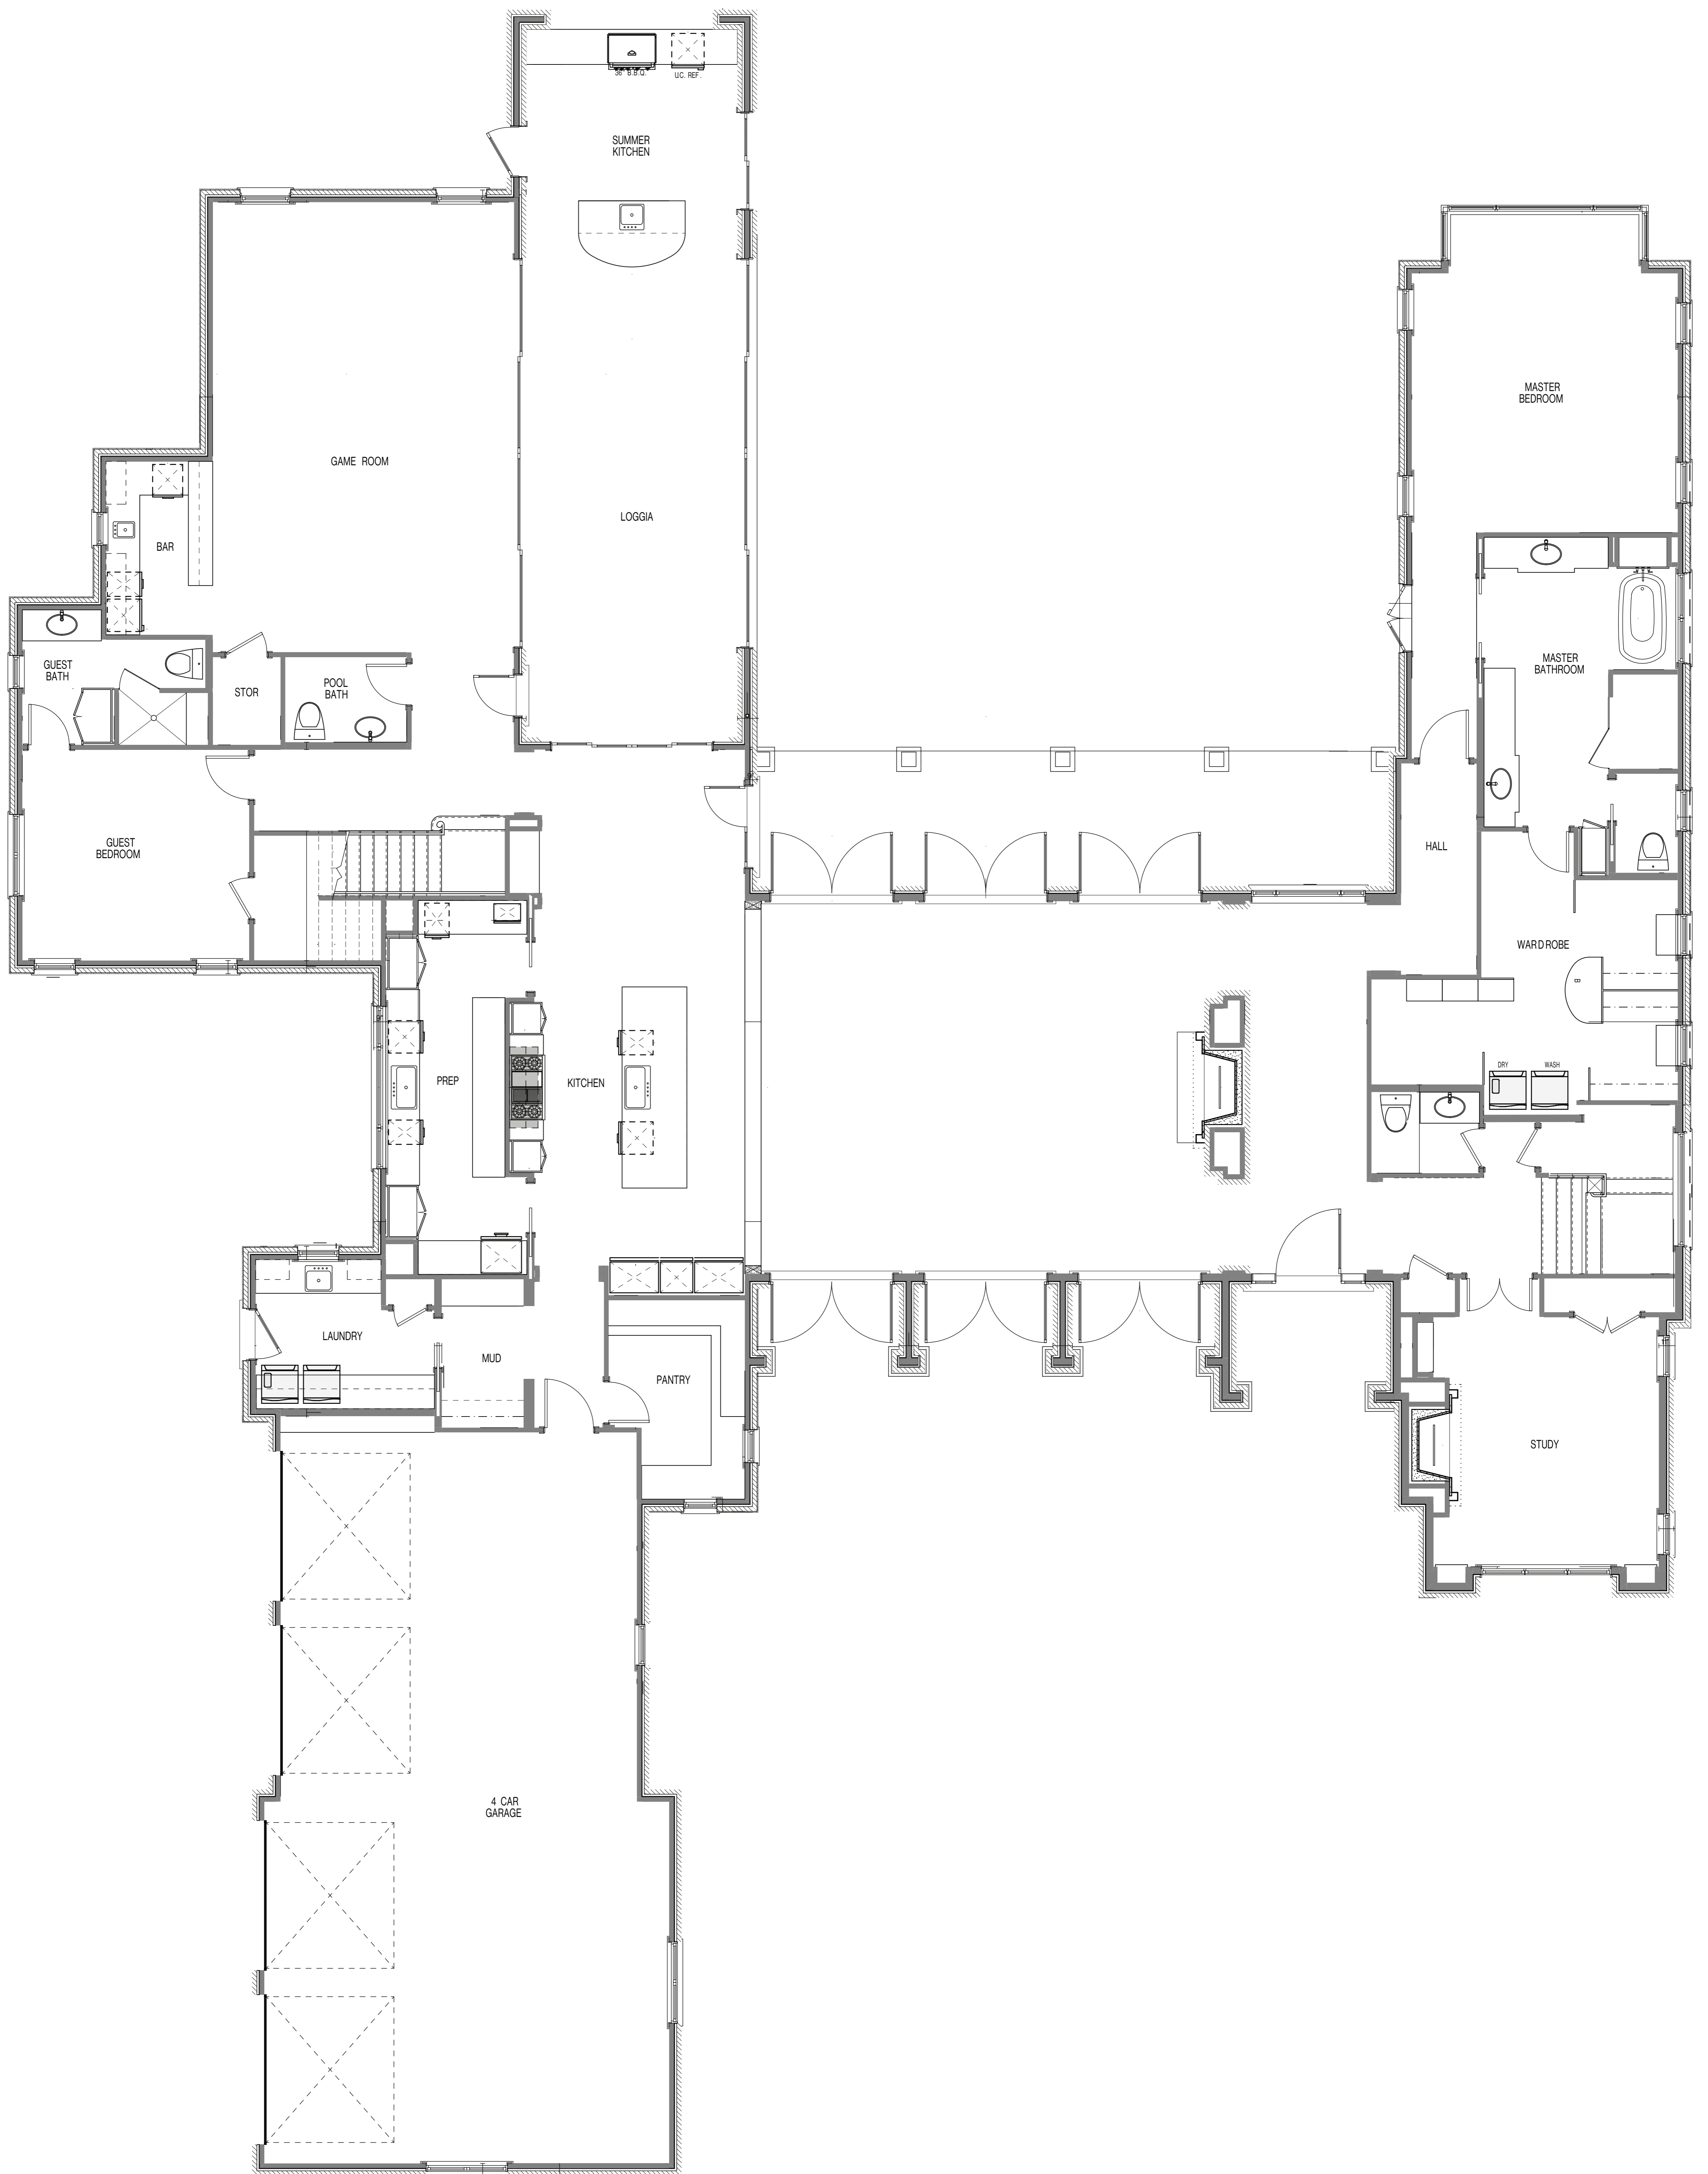 36" B.B.Q.
U.C. REF.
SUMMER
KITCHEN
MASTER
BEDROOM
GAME ROOM
LOGGIA
BAR
GUEST
BATH
STOR
POOL
BATH
MASTER
BATHROOM
GUEST
BEDROOM
HALL
WARDROBE
B
PREP
KITCHEN
DRY
WASH
LAUNDRY
MUD
PANTRY
STUDY
4 CAR
GARAGE